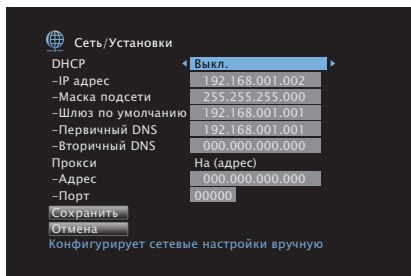 Сеть/Установки
DHCP Выкл.
–IP адрес 192.168.001.002
–Маска подсети 255.255.255.000
–Шлюз по умолчанию 192.168.001.001
–Первичный DNS 192.168.001.001
–Вторичный DNS 000.000.000.000
Прокси На (адрес)
–Адрес 000.000.000.000
–Порт 00000
Сохранить
Отмена
Конфигурирует сетевые настройки вручную